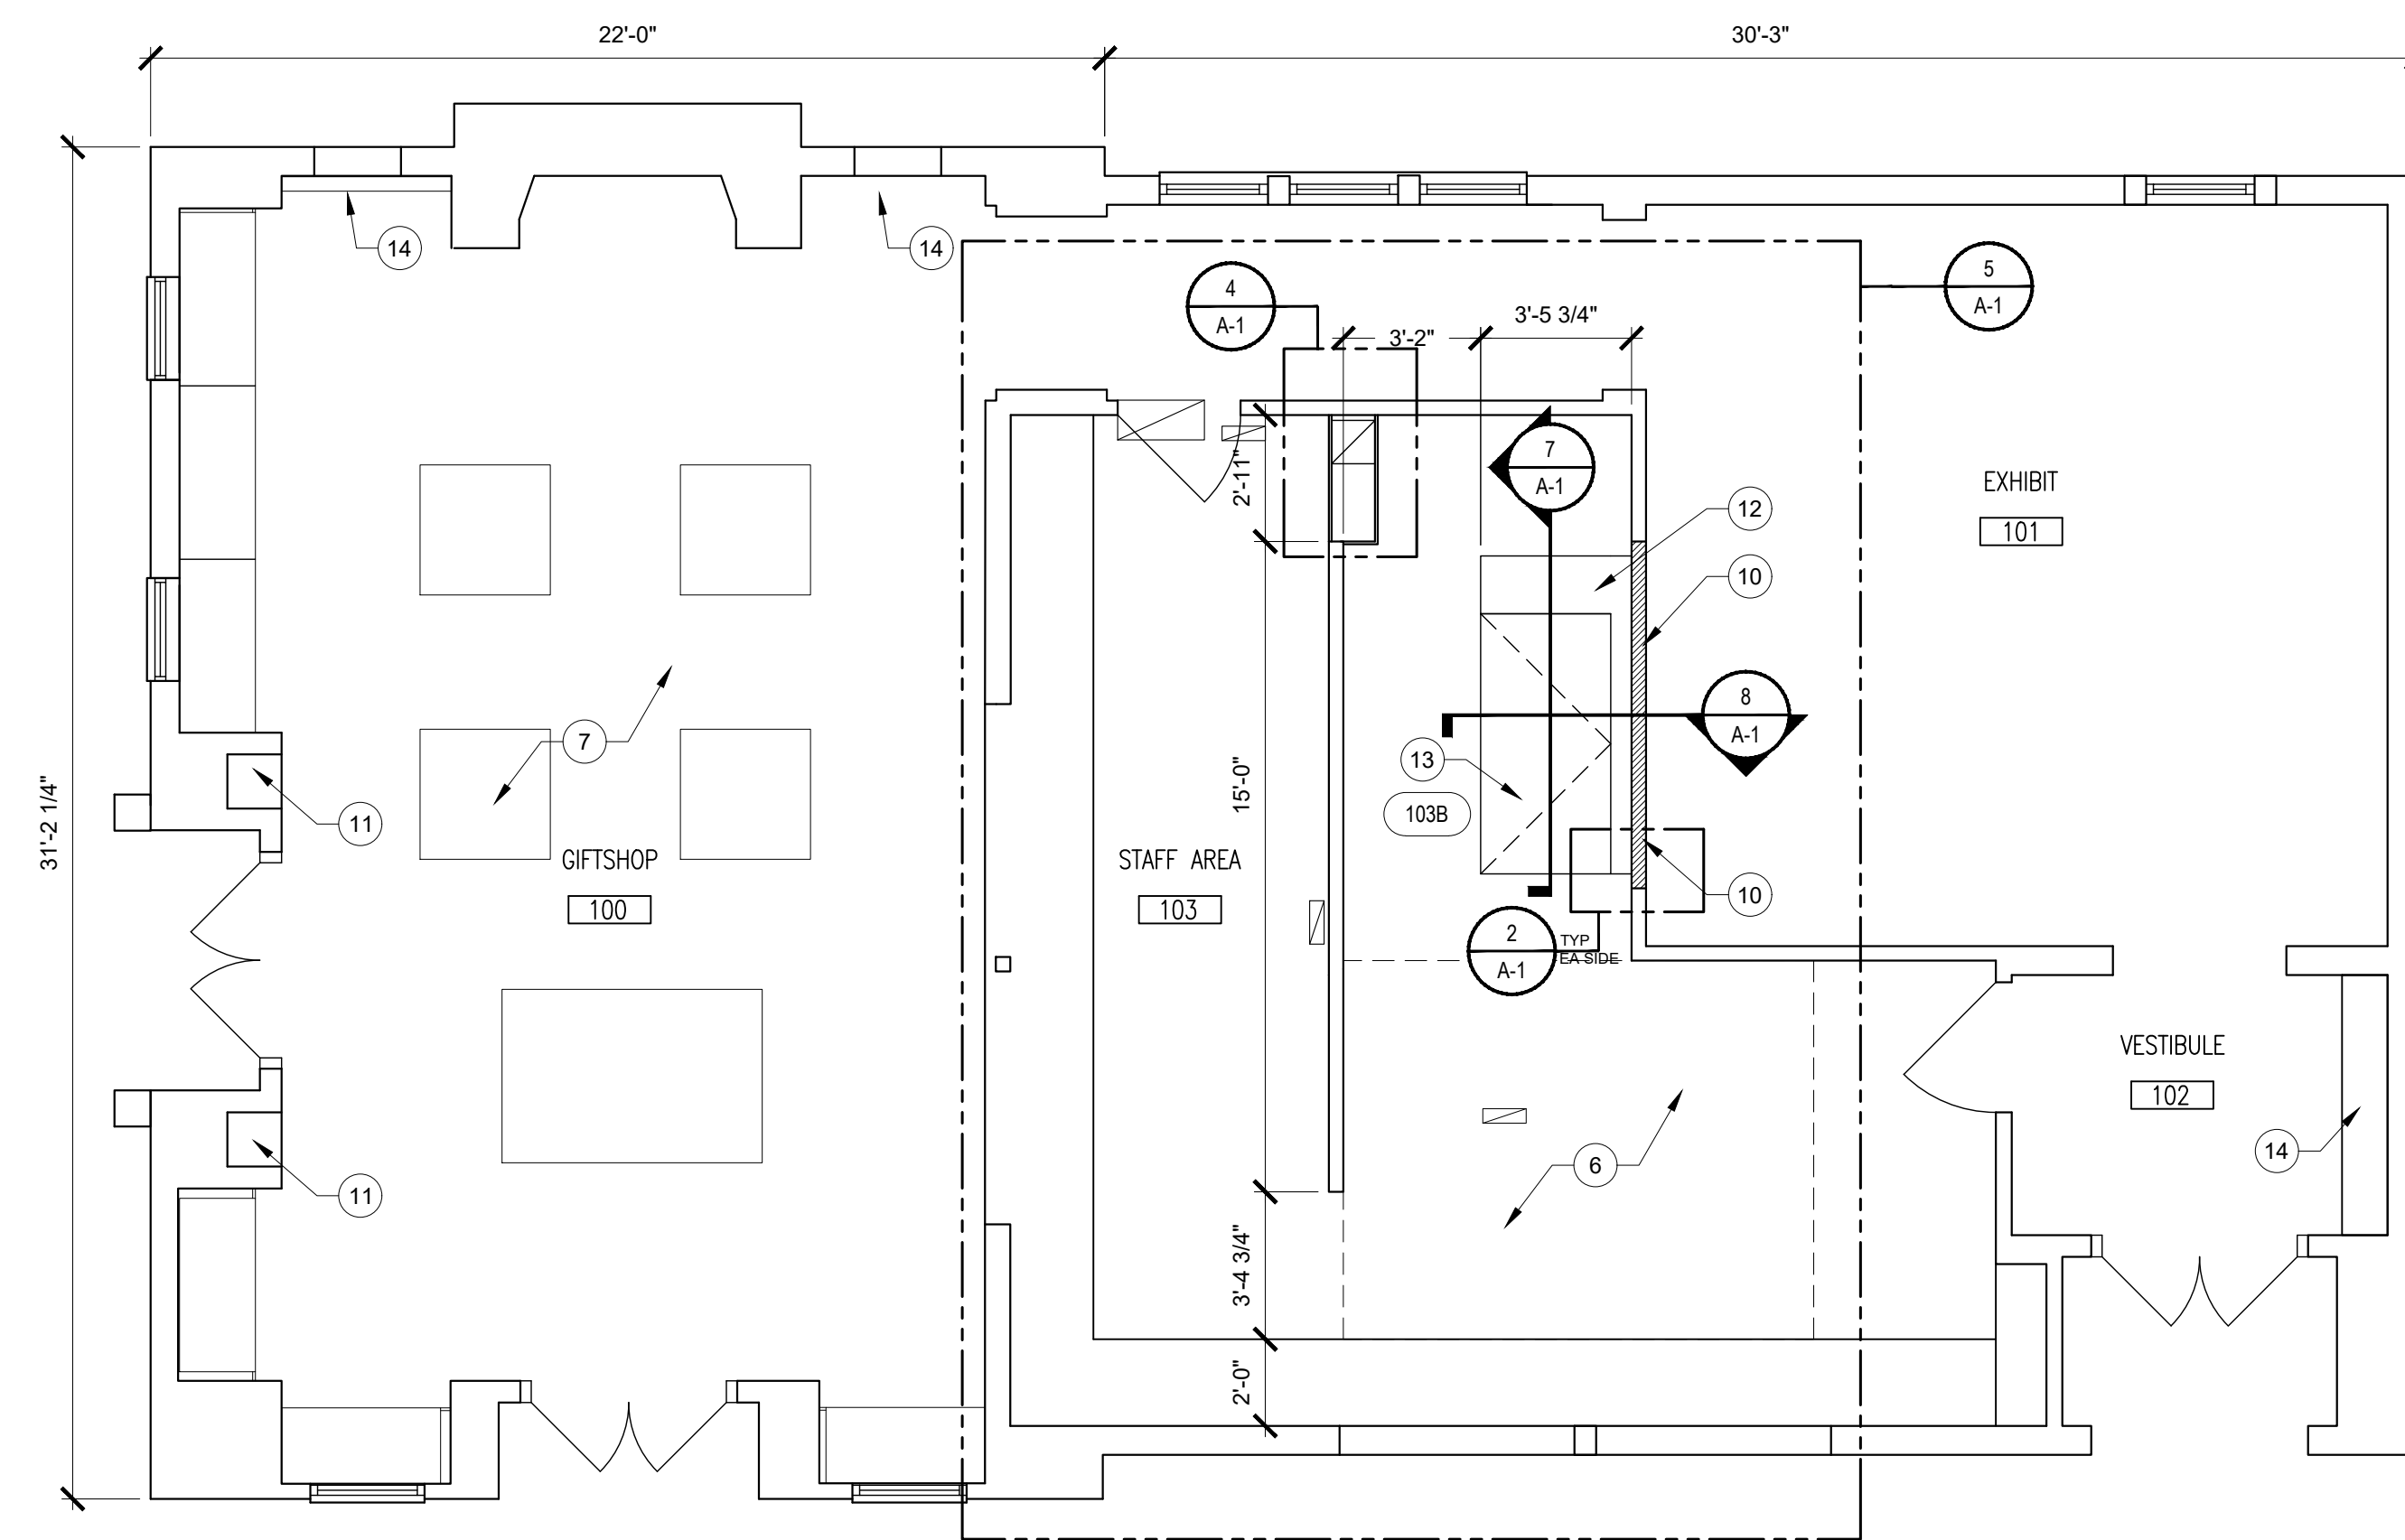 22'-0"
30'-3"
14
14
4
A-1
5
A-1
3'-2"
3'-5 3/4"
7
A-1
2'-11"
EXHIBIT
101
12
10
8
A-1
7
13
103B
15'-0"
31'-2 1/4"
11
GIFTSHOP
100
STAFF AREA
103
10
2
A-1
TYP
EA SIDE
VESTIBULE
102
14
6
11
3'-4 3/4"
2'-0"